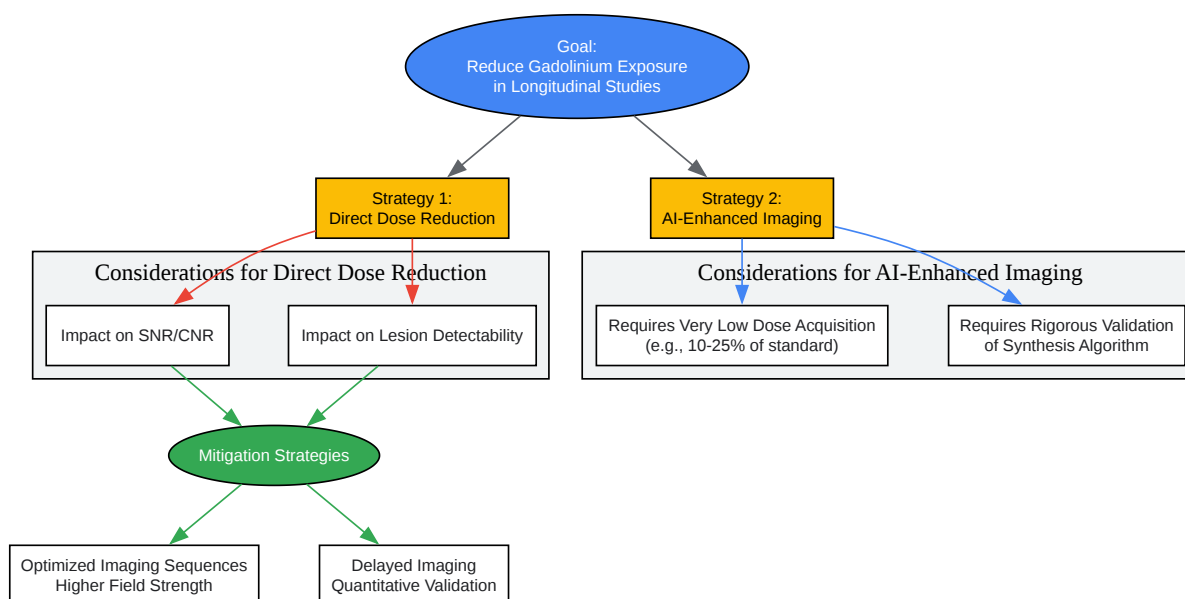 Goal:
Reduce Gadolinium Exposure
in Longitudinal Studies
Strategy 1:
Direct Dose Reduction
Strategy 2:
AI-Enhanced Imaging
Considerations for Direct Dose Reduction
Impact on SNR/CNR
Impact on Lesion Detectability
Considerations for AI-Enhanced Imaging
Requires Very Low Dose Acquisition
(e.g., 10-25% of standard)
Requires Rigorous Validation
of Synthesis Algorithm
Mitigation Strategies
Optimized Imaging Sequences
Higher Field Strength
Delayed Imaging
Quantitative Validation